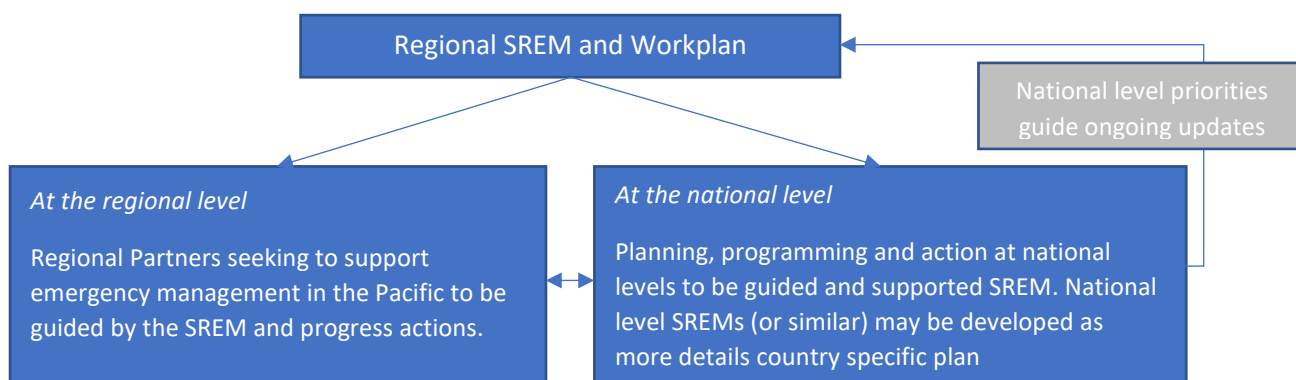 Regional SREM and Workplan
National level priorities
guide ongoing updates
At the regional level
Regional Partners seeking to support
emergency management in the Pacific to be
guided by the SREM and progress actions.
At the national level
Planning, programming and action at national
levels to be guided and supported SREM. National
level SREMs (or similar) may be developed as
more details country specific plan